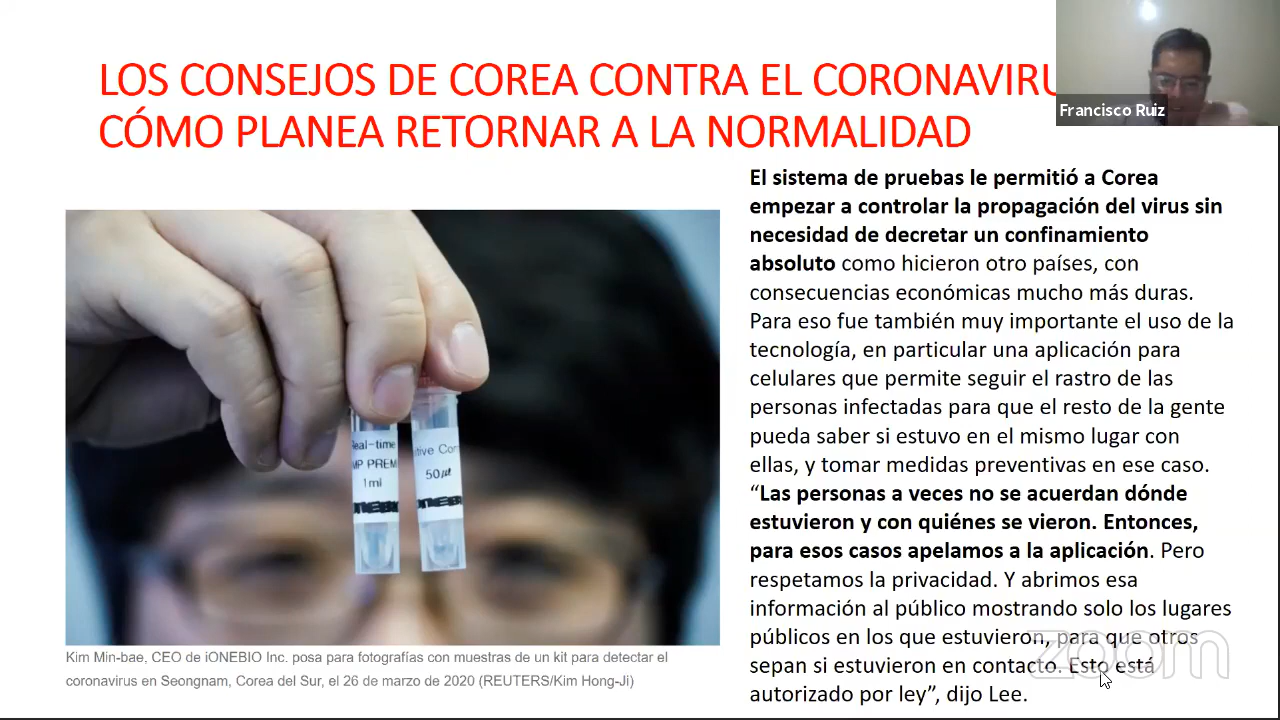 LOS CONSEJOS DE COREA CONTRA EL CORONAVIRU
CÓMO PLANEA RETORNAR A LA NORMALIDAD
Francisco Ruiz
El sistema de pruebas le permitió a Corea
empezar a controlar la propagación del virus sin
necesidad de decretar un confinamiento
absoluto como hicieron otro países, con
consecuencias económicas mucho más duras.
Para eso fue también muy importante el uso de la
tecnología, en particular una aplicación para
celulares que permite seguir el rastro de las
personas infectadas para que el resto de la gente
pueda saber si estuvo en el mismo lugar con
ellas, y tomar medidas preventivas en ese caso.
“Las personas a veces no se acuerdan dónde
estuvieron y con quiénes se vieron. Entonces,
para esos casos apelamos a la aplicación. Pero
respetamos la privacidad. Y abrimos esa
información al público mostrando solo los lugares
públicos en los que estuvieron, para que otros
sepan si estuvieron en contacto. Esto está
autorizado por ley”, dijo Lee.
zoom
Real-time
MP PREM
1ml
itive Con
50µl
Kim Min-bae, CEO de iONEBIO Inc. posa para fotografías con muestras de un kit para detectar el
coronavirus en Seongnam, Corea del Sur, el 26 de marzo de 2020 (REUTERS/Kim Hong-Ji)